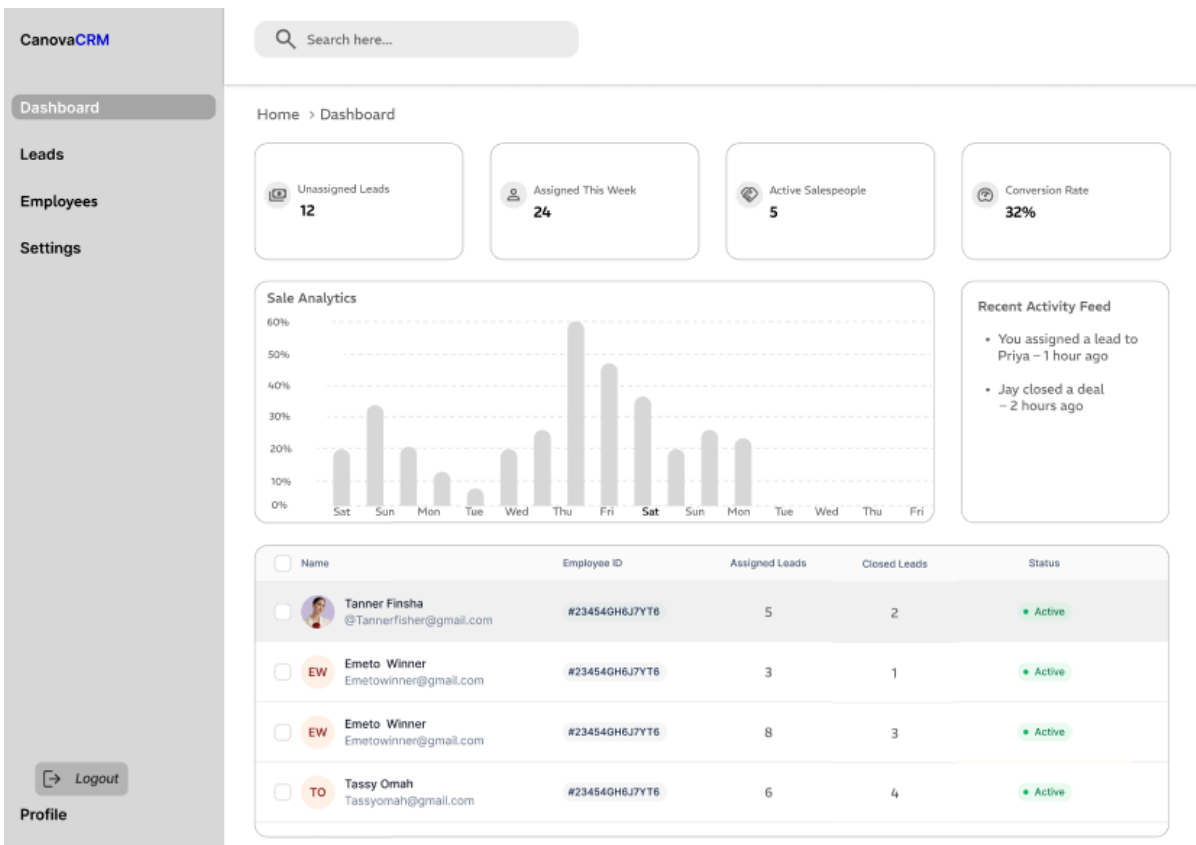 CanovaCRM
Search here...
Dashboard
Leads
Employees
Settings
Logout
Profile
Home > Dashboard
Unassigned Leads
12
Assigned This Week
24
Active Salespeople
5
Conversion Rate
32%
Sale Analytics
60%
50%
40%
30%
20%
10%
0%
Sat Sun Mon Tue Wed Thu Fri Sat Sun Mon Tue Wed Thu Fri
Recent Activity Feed
• You assigned a lead to
Priya – 1 hour ago
• Jay closed a deal
– 2 hours ago
Name Employee ID Assigned Leads Closed Leads Status
Tanner Finsha
@Tannerfisher@gmail.com
#23454GH6J7YT6 5 2 Active
EW
Emeto Winner
Emetowinner@gmail.com
#23454GH6J7YT6 3 1 Active
EW
Emeto Winner
Emetowinner@gmail.com
#23454GH6J7YT6 8 3 Active
TO
Tassy Omah
Tassyomah@gmail.com
#23454GH6J7YT6 6 4 Active